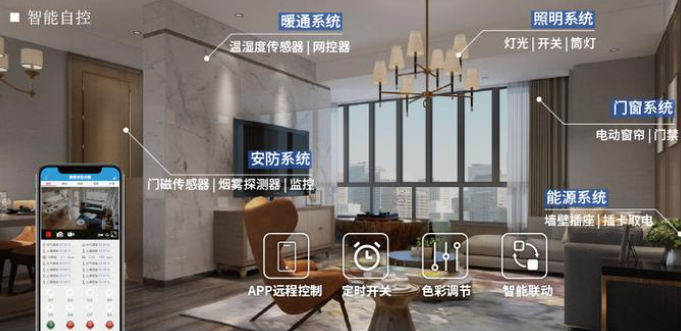 智能自控
暖通系统
温湿度传感器 | 网控器
照明系统
灯光 | 开关 | 筒灯
门窗系统
电动窗帘 | 门禁
安防系统
门磁传感器 | 烟雾探测器 | 监控
能源系统
墙壁插座 | 插卡取电
APP远程控制
定时开关
色彩调节
智能联动